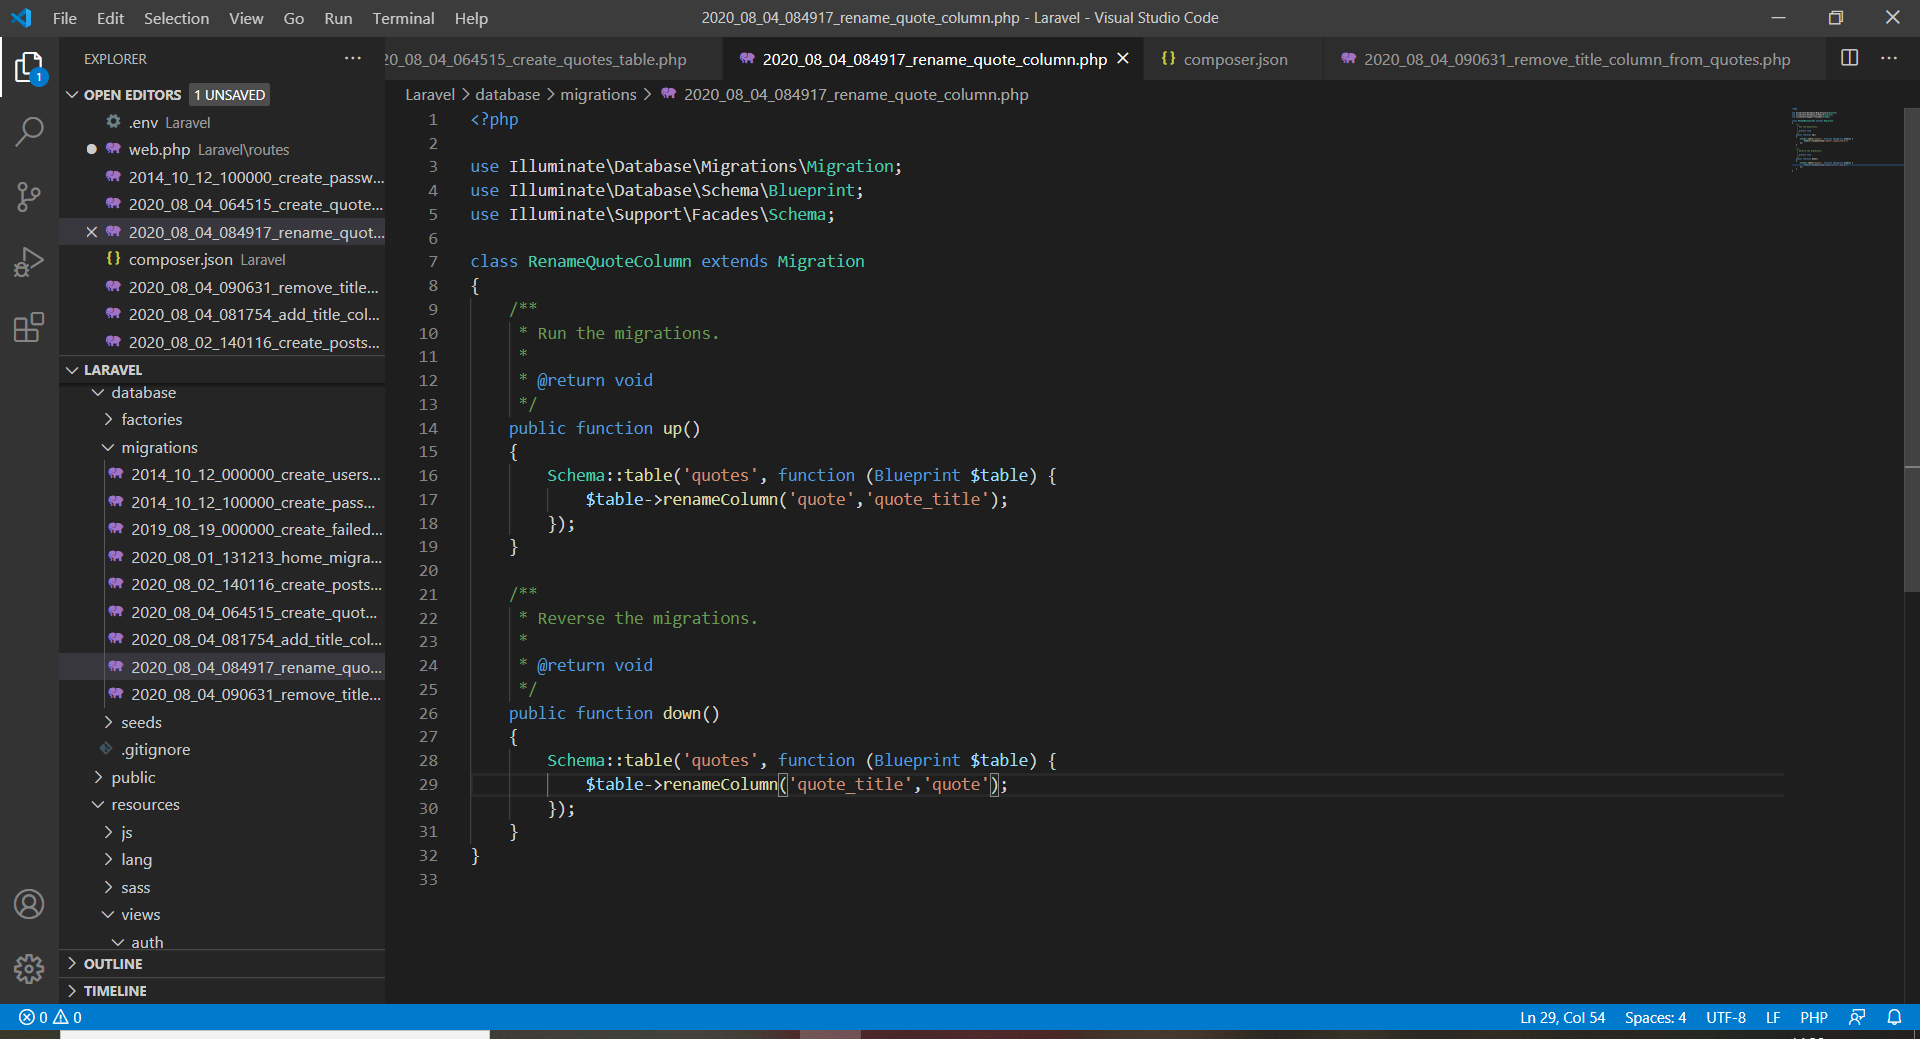 File Edit Selection View Go Run Terminal Help
2020_08_04_084917_rename_quote_column.php - Laravel - Visual Studio Code
EXPLORER
1
OPEN EDITORS 1 UNSAVED
.env Laravel
web.php Laravel\routes
2014_10_12_100000_create_passw...
2020_08_04_064515_create_quote...
2020_08_04_084917_rename_quot...
composer.json Laravel
2020_08_04_090631_remove_title...
2020_08_04_081754_add_title_col...
2020_08_02_140116_create_posts...
LARAVEL
database
factories
migrations
2014_10_12_000000_create_users...
2014_10_12_100000_create_pass...
2019_08_19_000000_create_failed...
2020_08_01_131213_home_migra...
2020_08_02_140116_create_posts...
2020_08_04_064515_create_quot...
2020_08_04_081754_add_title_col...
2020_08_04_084917_rename_quo...
2020_08_04_090631_remove_title...
seeds
.gitignore
public
resources
js
lang
sass
views
auth
OUTLINE
TIMELINE
20_08_04_064515_create_quotes_table.php 2020_08_04_084917_rename_quote_column.php composer.json 2020_08_04_090631_remove_title_column_from_quotes.php
Laravel > database > migrations > 2020_08_04_084917_rename_quote_column.php
1 <?php
2
3 use Illuminate\Database\Migrations\Migration;
4 use Illuminate\Database\Schema\Blueprint;
5 use Illuminate\Support\Facades\Schema;
6
7 class RenameQuoteColumn extends Migration
8 {
9 /**
10 * Run the migrations.
11 *
12 * @return void
13 */
14 public function up()
15 {
16 Schema::table('quotes', function (Blueprint $table) {
17 $table->renameColumn('quote','quote_title');
18 });
19 }
20
21 /**
22 * Reverse the migrations.
23 *
24 * @return void
25 */
26 public function down()
27 {
28 Schema::table('quotes', function (Blueprint $table) {
29 $table->renameColumn('quote_title','quote');
30 });
31 }
32 }
33
0 0
Ln 29, Col 54 Spaces: 4 UTF-8 LF PHP